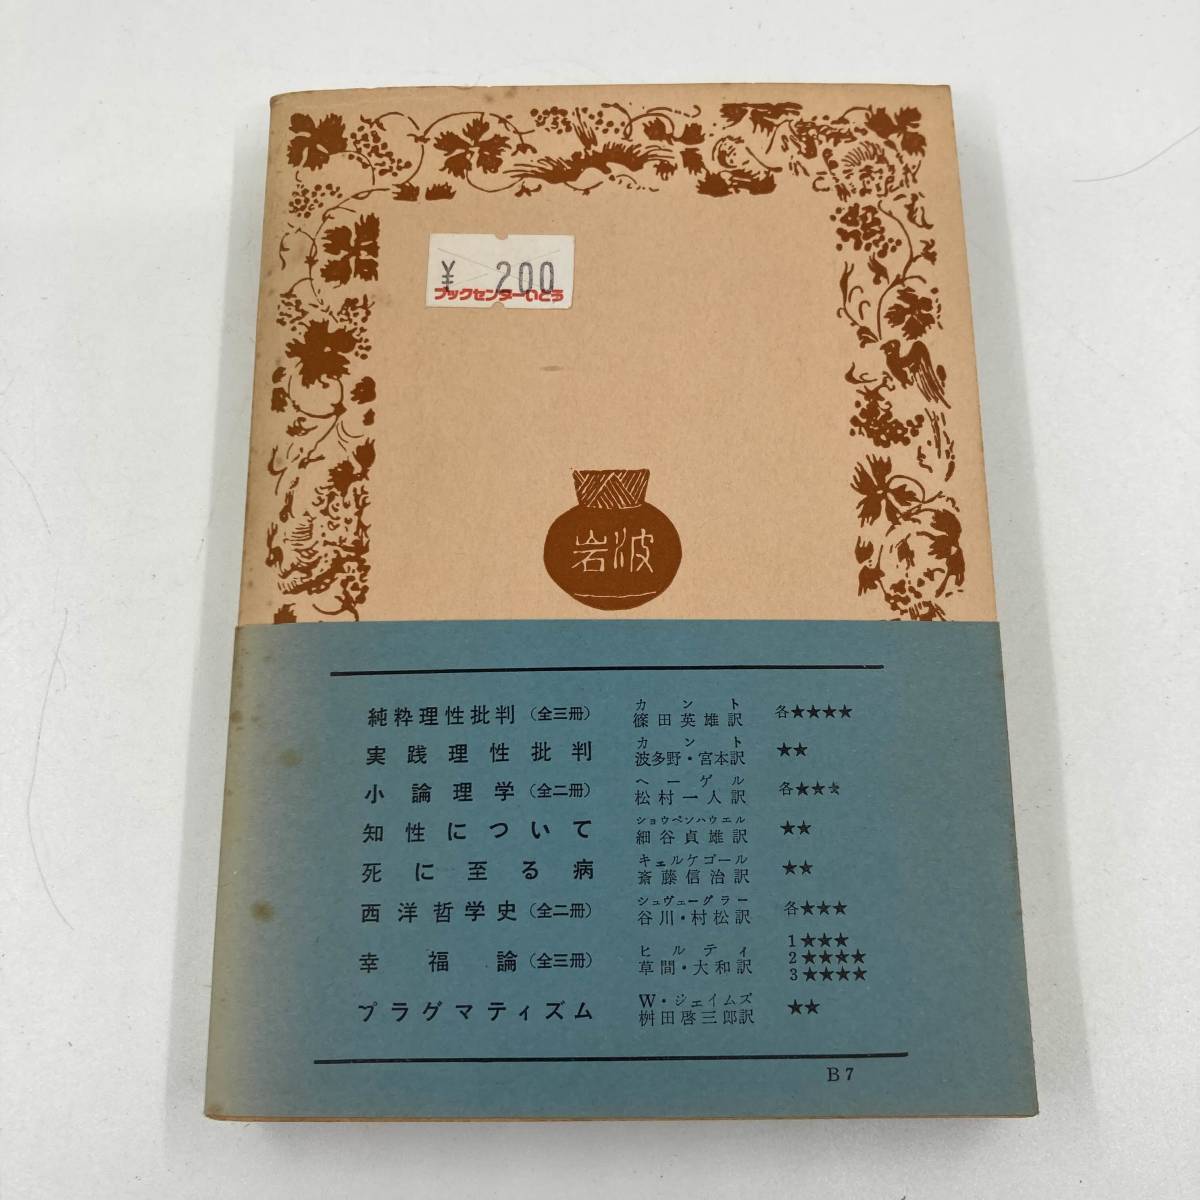 ¥ 200
ブックセンターいとう
岩波
純粋理性批判(全三冊) カント 篠田英雄訳 各★★★★
実践理性批判 カント 波多野・宮本訳 ★★
小論理学(全二冊) ヘーゲル 松村一人訳 各★★★
知性について ショウペンハウエル 細谷貞雄訳 ★★
死に至る病 キェルケゴール 斎藤信治訳 ★★
西洋哲学史(全二冊) シュヴェーグラー 谷川・村松訳 各★★★
幸福論(全三冊) ヒルティ 草間・大和訳 1★★★ 2★★★★ 3★★★★
プラグマティズム W・ジェイムズ 桝田啓三郎訳 ★★
B7